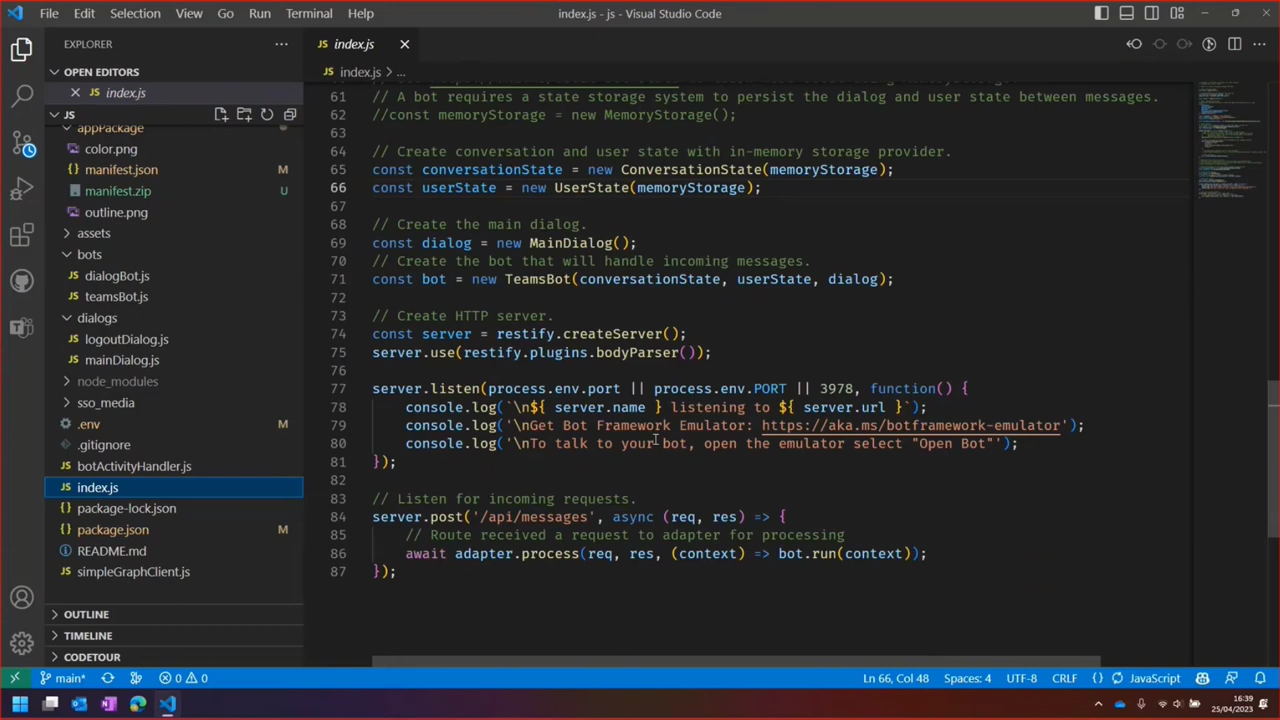 File Edit Selection View Go Run Terminal Help
index.js - js - Visual Studio Code
EXPLORER
OPEN EDITORS
index.js
JS
appPackage
color.png
manifest.json M
manifest.zip U
outline.png
assets
bots
dialogBot.js
teamsBot.js
dialogs
logoutDialog.js
mainDialog.js
node_modules
sso_media
.env
.gitignore
botActivityHandler.js
index.js
package-lock.json
package.json M
README.md
simpleGraphClient.js
OUTLINE
TIMELINE
CODETOUR
JS index.js
JS index.js > ...
61 // A bot requires a state storage system to persist the dialog and user state between messages.
62 //const memoryStorage = new MemoryStorage();
63
64 // Create conversation and user state with in-memory storage provider.
65 const conversationState = new ConversationState(memoryStorage);
66 const userState = new UserState(memoryStorage);
67
68 // Create the main dialog.
69 const dialog = new MainDialog();
70 // Create the bot that will handle incoming messages.
71 const bot = new TeamsBot(conversationState, userState, dialog);
72
73 // Create HTTP server.
74 const server = restify.createServer();
75 server.use(restify.plugins.bodyParser());
76
77 server.listen(process.env.port || process.env.PORT || 3978, function() {
78 console.log(`\n${ server.name } listening to ${ server.url }`);
79 console.log('\nGet Bot Framework Emulator: https://aka.ms/botframework-emulator');
80 console.log('\nTo talk to your bot, open the emulator select "Open Bot"');
81 });
82
83 // Listen for incoming requests.
84 server.post('/api/messages', async (req, res) => {
85 // Route received a request to adapter for processing
86 await adapter.process(req, res, (context) => bot.run(context));
87 });
main* 0 0 Ln 66, Col 48 Spaces: 4 UTF-8 CRLF {} JavaScript
16:39
25/04/2023